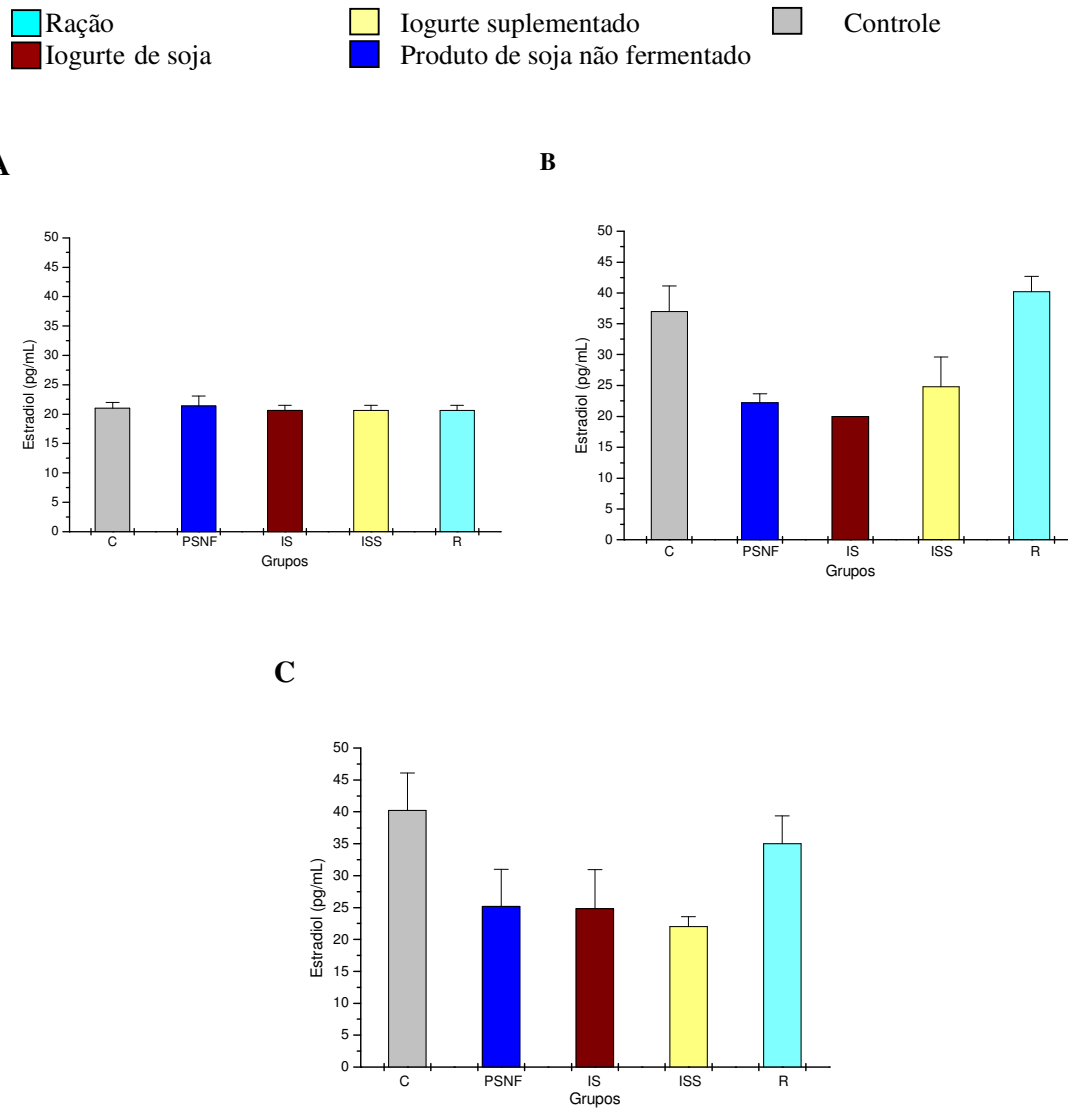 Ração Iogurte suplementado Controle
Iogurte de soja Produto de soja não fermentado
A
B
50
45
40
35
30
25
20
15
10
5
0
Estradiol (pg/mL)
C PSNF IS ISS R
Grupos
50
45
40
35
30
25
20
15
10
5
0
Estradiol (pg/mL)
C PSNF IS ISS R
Grupos
C
50
45
40
35
30
25
20
15
10
5
0
Estradiol (pg/mL)
C PSNF IS ISS R
Grupos